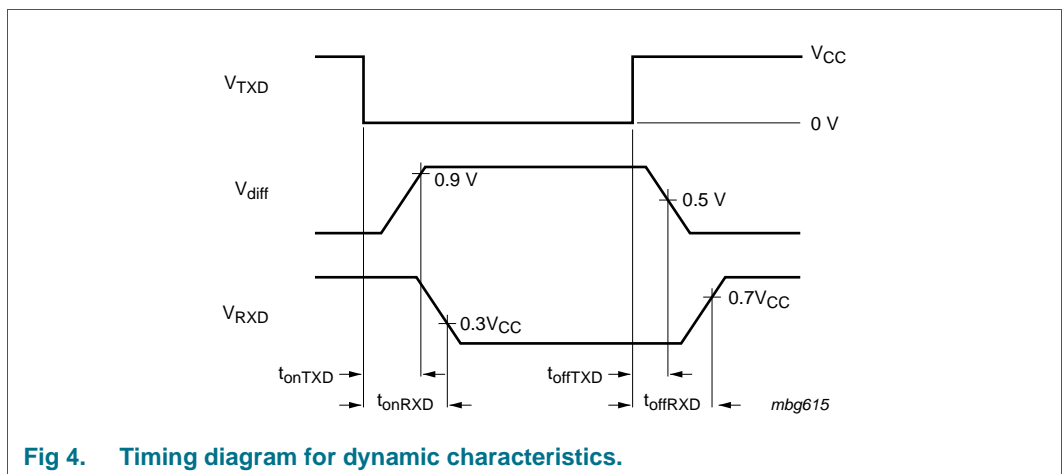 VCC
VTXD
0 V
0.9 V
Vdiff
0.5 V
VRXD
0.3VCC
0.7VCC
tonTXD
toffTXD
tonRXD
toffRXD
mbg615
Fig 4. Timing diagram for dynamic characteristics.